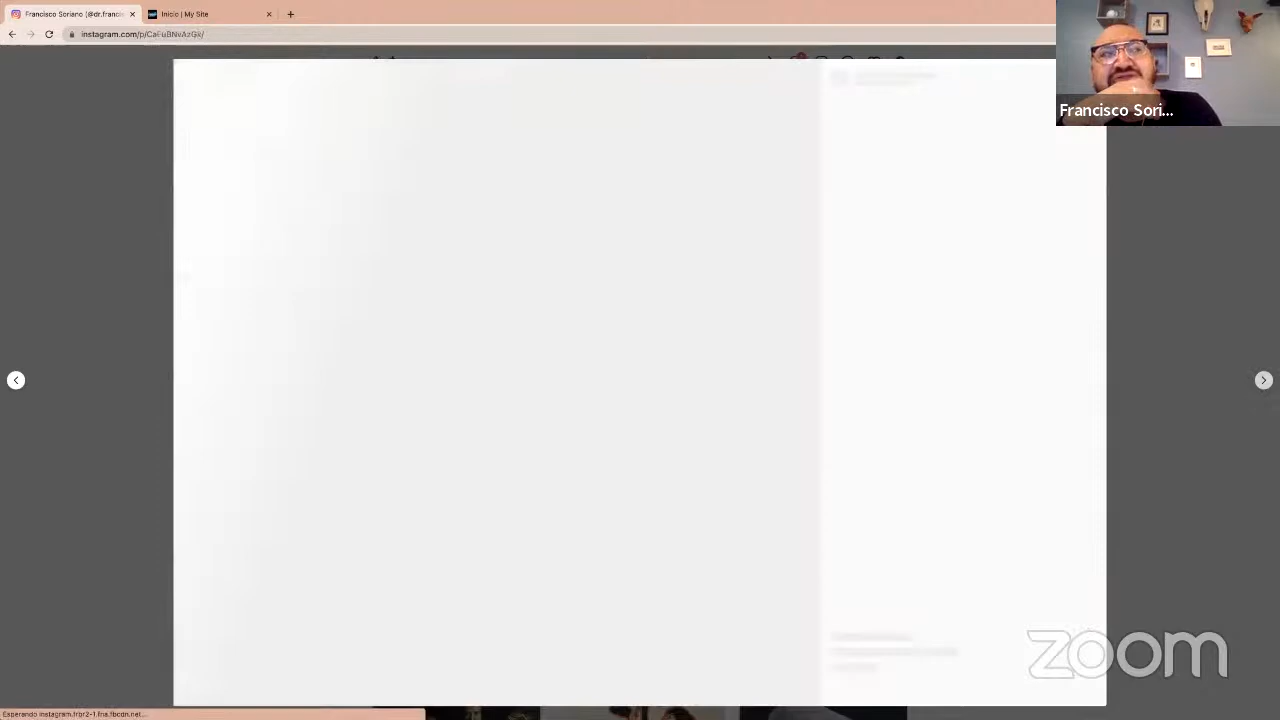 Francisco Soriano (@dr.francis
Inicio | My Site
instagram.com/p/CaEuBNvAzGk/
Francisco Sori...
zoom
Esperando instagram.frbr2-1.fna.fbcdn.net...